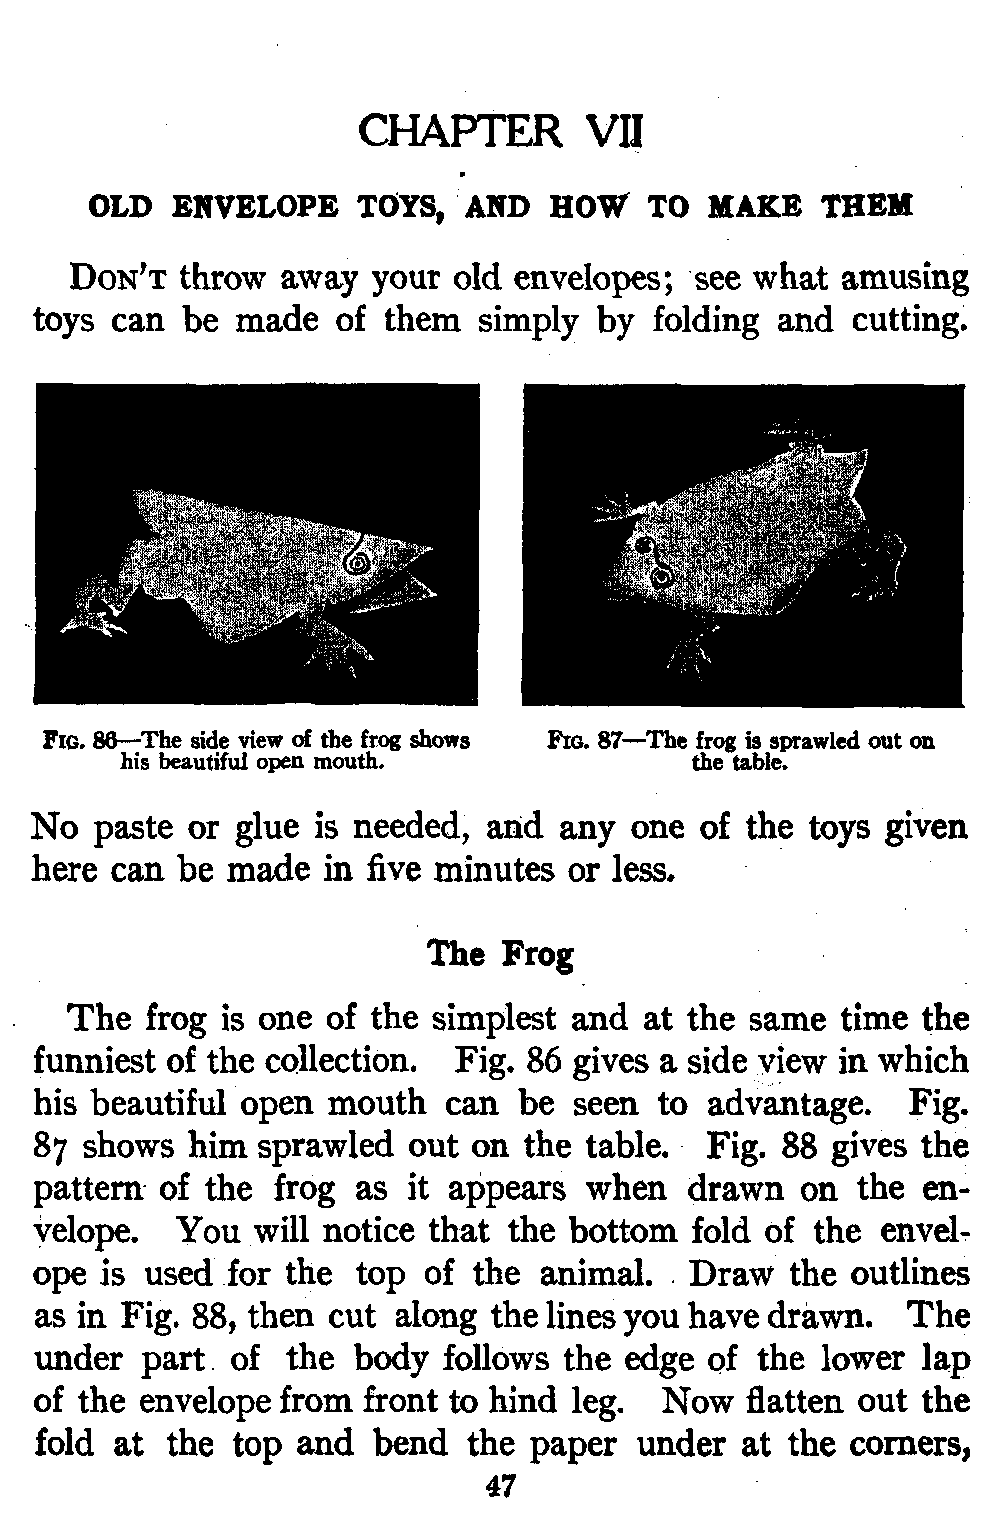 CHAPTER VII
OLD ENVELOPE TOYS, AND HOW TO MAKE THEM
DON'T throw away your old envelopes; see what amusing
toys can be made of them simply by folding and cutting.
FIG. 86—The side view of the frog shows
his beautiful open mouth.
FIG. 87—The frog is sprawled out on
the table.
No paste or glue is needed, and any one of the toys given
here can be made in five minutes or less.
The Frog
The frog is one of the simplest and at the same time the
funniest of the collection. Fig. 86 gives a side view in which
his beautiful open mouth can be seen to advantage. Fig.
87 shows him sprawled out on the table. Fig. 88 gives the
pattern of the frog as it appears when drawn on the en-
velope. You will notice that the bottom fold of the envel-
ope is used for the top of the animal. Draw the outlines
as in Fig. 88, then cut along the lines you have drawn. The
under part of the body follows the edge of the lower lap
of the envelope from front to hind leg. Now flatten out the
fold at the top and bend the paper under at the corners,
47